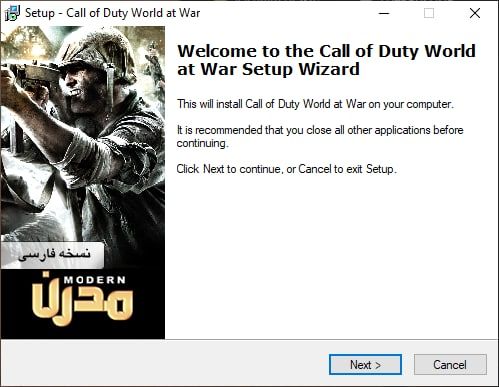 Setup - Call of Duty World at War
Welcome to the Call of Duty World
at War Setup Wizard
This will install Call of Duty World at War on your computer.
It is recommended that you close all other applications before
continuing.
Click Next to continue, or Cancel to exit Setup.
نسخه فارسی
MODERN
مدرن
Next >
Cancel